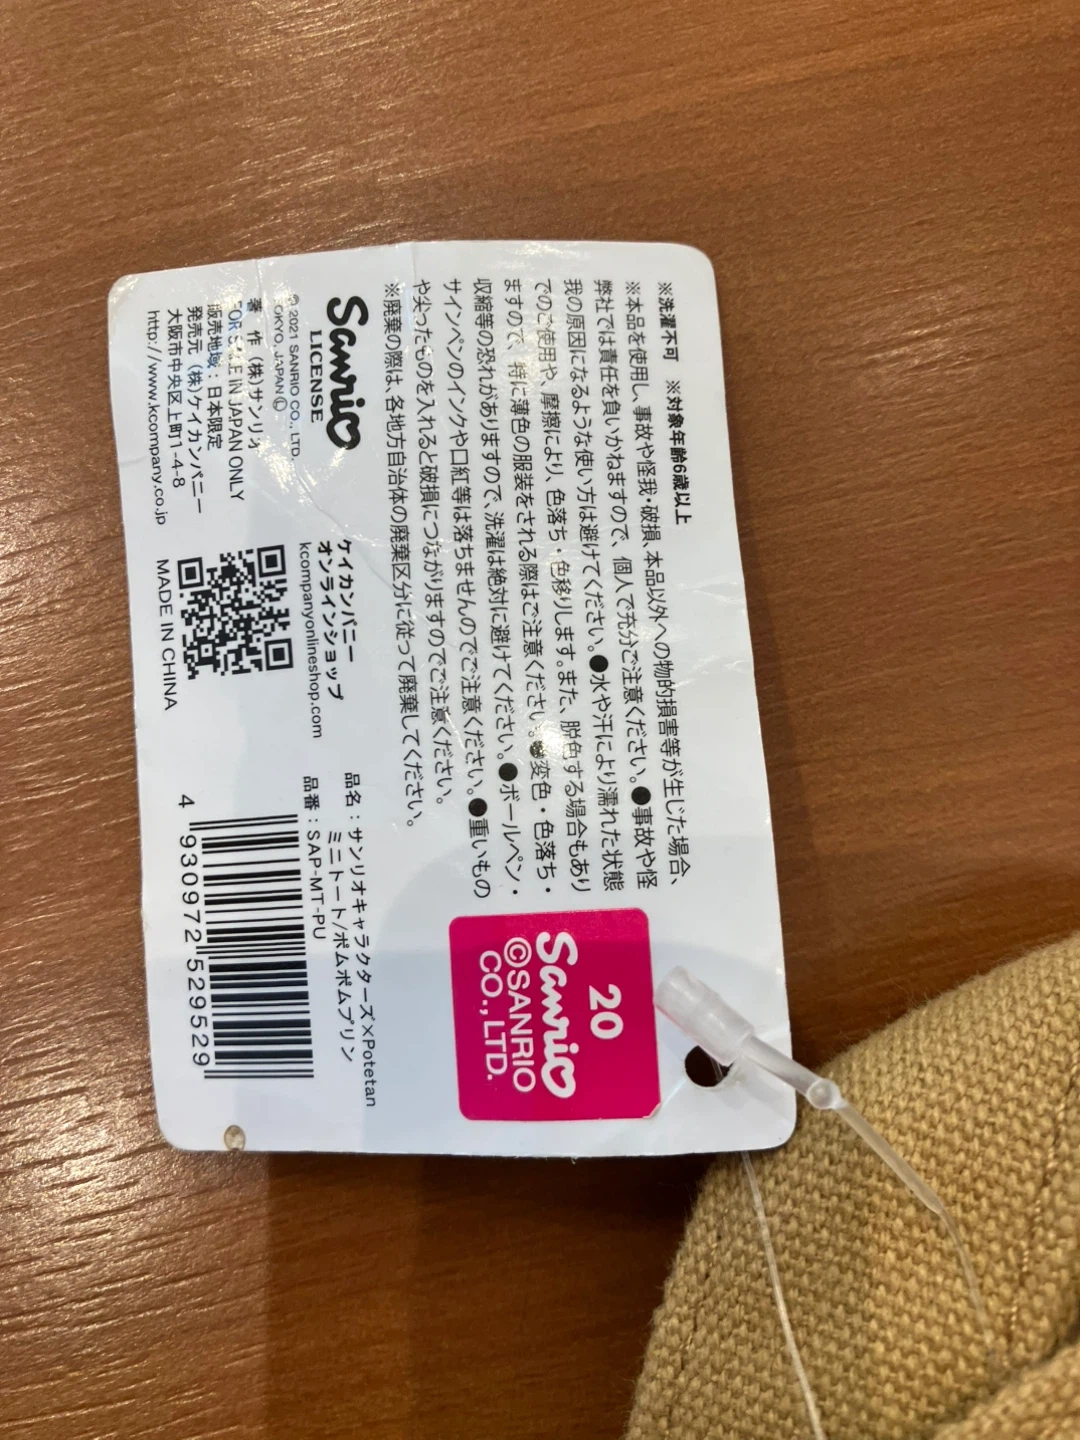 ※洗濯不可 ※対象年齢6歳以上
※本品を使用し、事故や怪我・破損、本品以外への物的損害等が生じた場合、
弊社では責任を負いかねますので、個人で充分ご注意ください。●事故や怪
我の原因になるような使い方は避けてください。●水や汗により濡れた状態
でのご使用や、摩擦により、色落ち・色移りします。また、脱色する場合もあり
ますので、特に薄色の服装をされる際はご注意ください。●変色・色落ち・
収縮等の恐れがありますので、洗濯は絶対に避けてください。●ボールペン・
サインペンのインクや口紅等は落ちませんのでご注意ください。●重いもの
や尖ったものを入れると破損につながりますのでご注意ください。
※廃棄の際は、各地方自治体の廃棄区分に従って廃棄してください。
20
Sanrio
©SANRIO
CO., LTD.
Sanrio
LICENSE
© 2021 SANRIO CO., LTD.
TOKYO, JAPAN Ⓛ
著 作 (株)サンリオ
FOR SALE IN JAPAN ONLY
販売地域：日本限定
発売元 (株)ケイカンパニー
大阪市中央区上町1-4-8
http://www.kcompany.co.jp
ケイカンパニー
オンラインショップ
kcompanyonlineshop.com
MADE IN CHINA
品名：サンリオキャラクターズ×Potetan
ミニトート/ポムポムプリン
品番：SAP-MT-PU
4 930972 529529